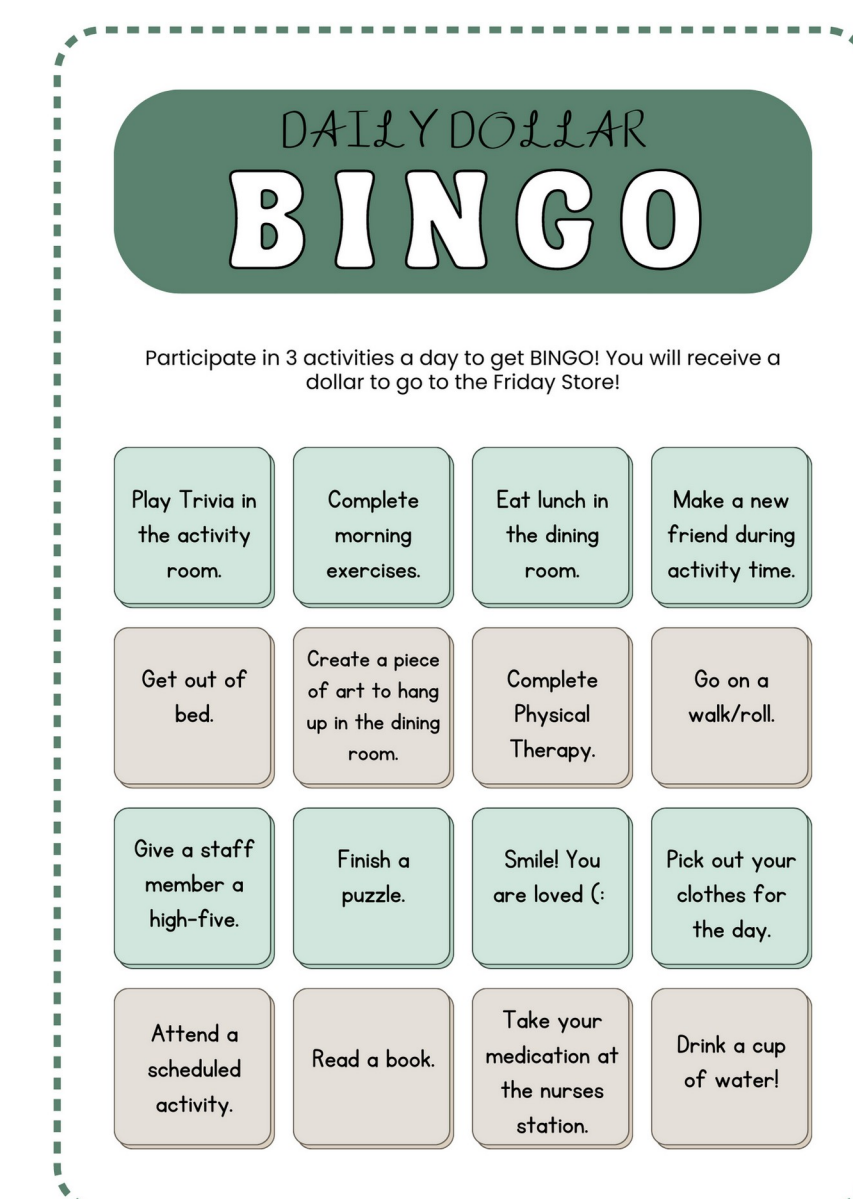 DAILY DOLLAR
BINGO
Participate in 3 activities a day to get BINGO! You will receive a
dollar to go to the Friday Store!
Play Trivia in
the activity
room.
Complete
morning
exercises.
Eat lunch in
the dining
room.
Make a new
friend during
activity time.
Get out of
bed.
Create a piece
of art to hang
up in the dining
room.
Complete
Physical
Therapy.
Go on a
walk/roll.
Give a staff
member a
high-five.
Finish a
puzzle.
Smile! You
are loved (:
Pick out your
clothes for
the day.
Attend a
scheduled
activity.
Read a book.
Take your
medication at
the nurses
station.
Drink a cup
of water!